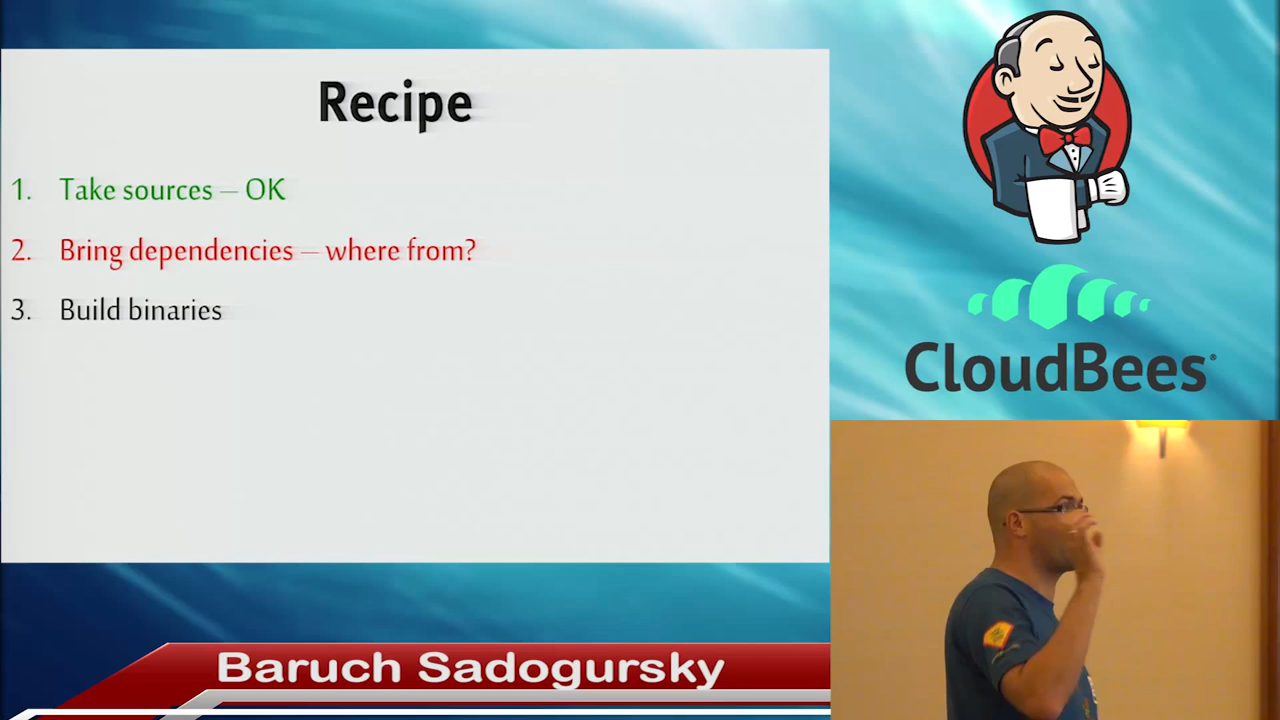 Recipe
1. Take sources – OK
2. Bring dependencies – where from?
3. Build binaries
CloudBees®
Baruch Sadogursky